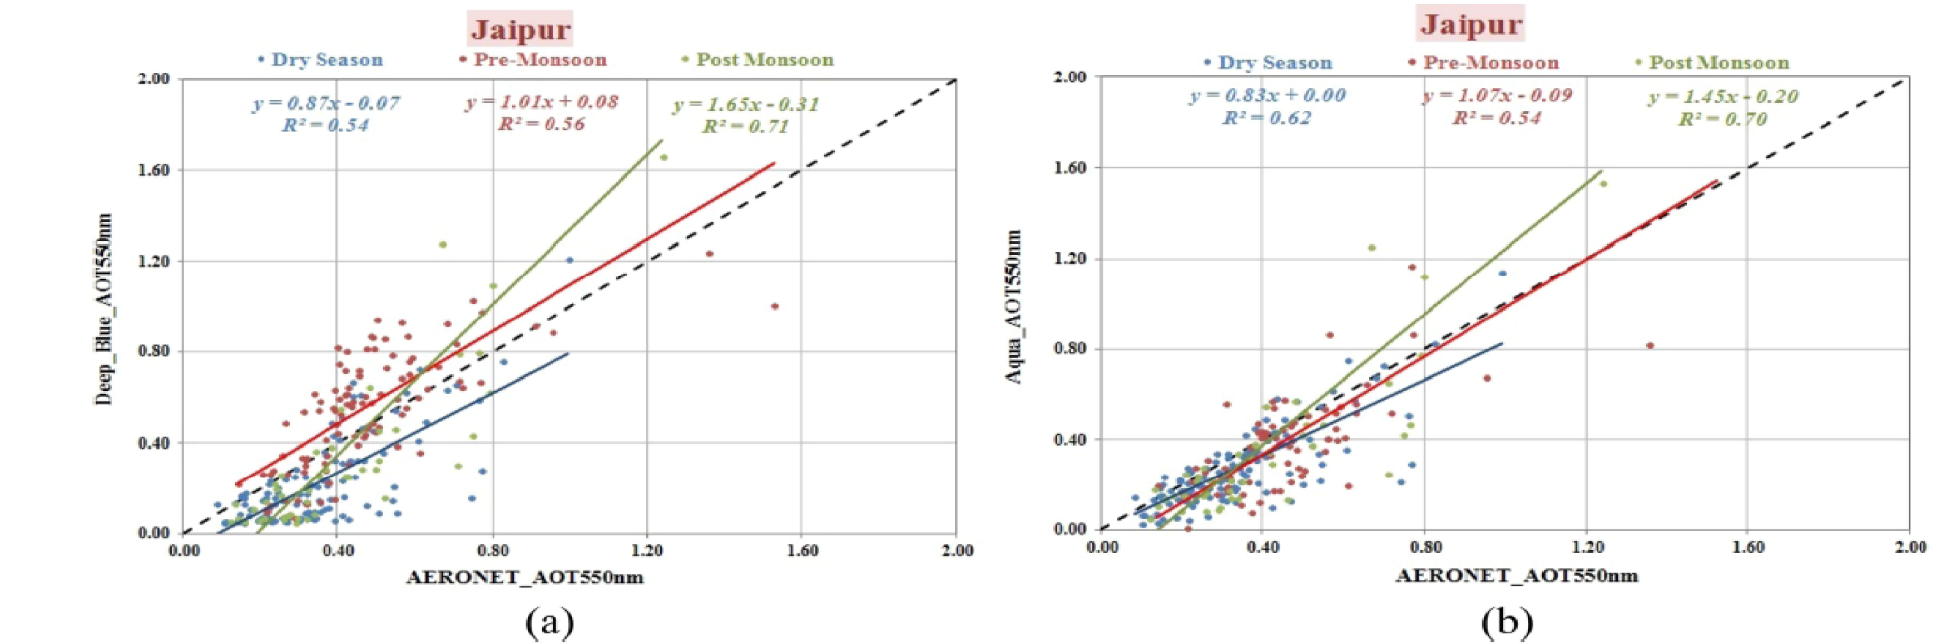 Jaipur
Dry Season Pre-Monsoon Post Monsoon
y = 0.87x - 0.07 y = 1.01x + 0.08 y = 1.65x - 0.31
R² = 0.54 R² = 0.56 R² = 0.71
2.00
1.60
1.20
0.80
0.40
0.00
Deep_Blue_AOT550nm
0.00 0.40 0.80 1.20 1.60 2.00
AERONET_AOT550nm
(a)
Jaipur
Dry Season Pre-Monsoon Post Monsoon
y = 0.83x + 0.00 y = 1.07x - 0.09 y = 1.45x - 0.20
R² = 0.62 R² = 0.54 R² = 0.70
2.00
1.60
1.20
0.80
0.40
0.00
Aqua_AOT550nm
0.00 0.40 0.80 1.20 1.60 2.00
AERONET_AOT550nm
(b)